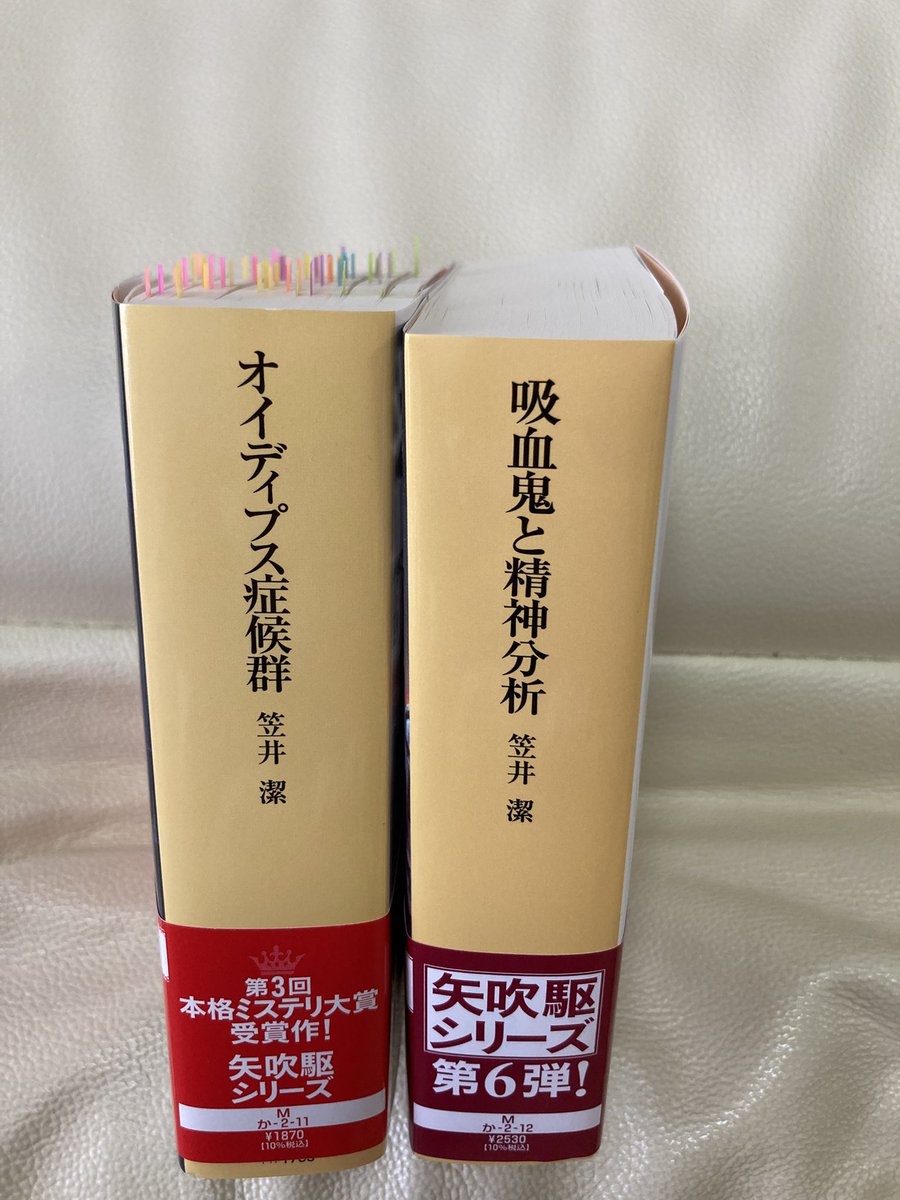 オイディプス症候群
笠井 潔
第3回
本格ミステリ大賞
受賞作!
矢吹駆
シリーズ
M
か-2-11
¥1870
【10%税込】
吸血鬼と精神分析
笠井 潔
矢吹駆
シリーズ
第6弾!
M
か-2-12
¥2530
【10%税込】